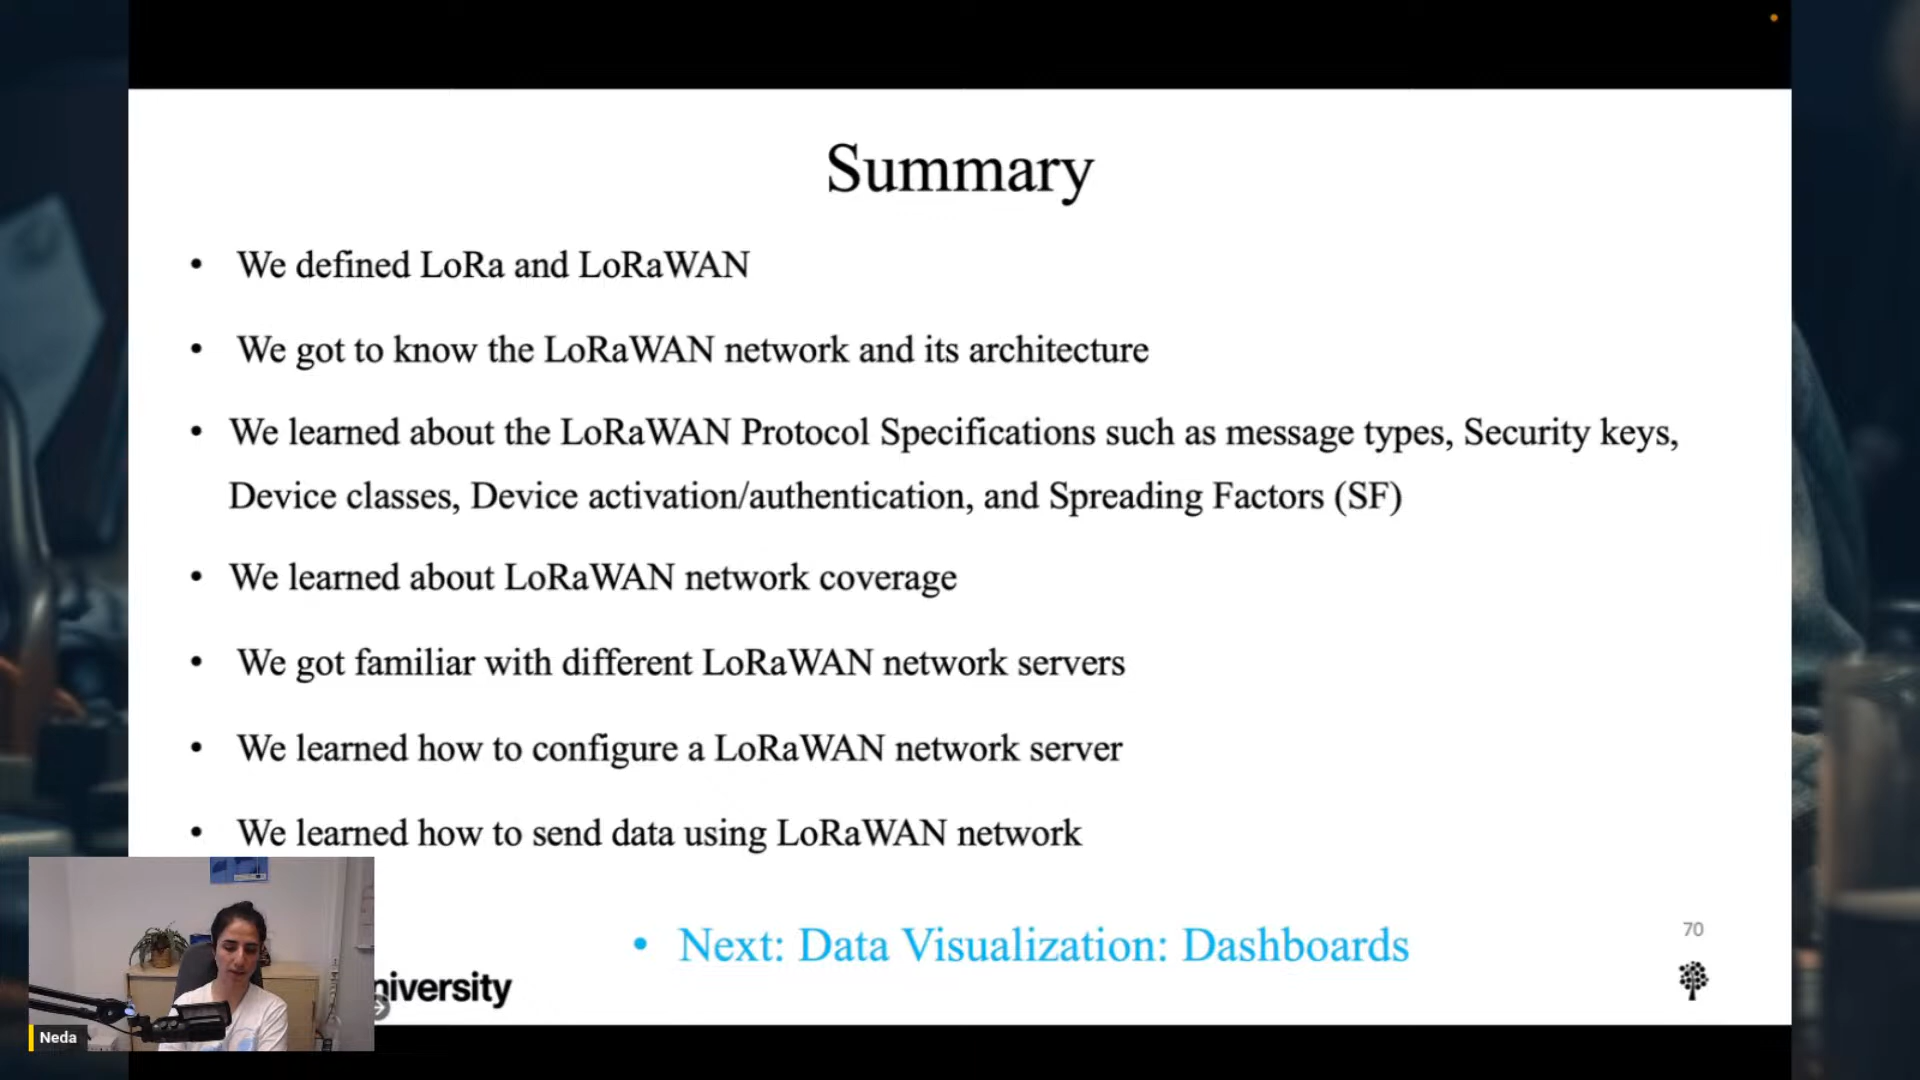 Summary
• We defined LoRa and LoRaWAN
• We got to know the LoRaWAN network and its architecture
• We learned about the LoRaWAN Protocol Specifications such as message types, Security keys,
Device classes, Device activation/authentication, and Spreading Factors (SF)
• We learned about LoRaWAN network coverage
• We got familiar with different LoRaWAN network servers
• We learned how to configure a LoRaWAN network server
• We learned how to send data using LoRaWAN network
• Next: Data Visualization: Dashboards
70
niversity
Neda